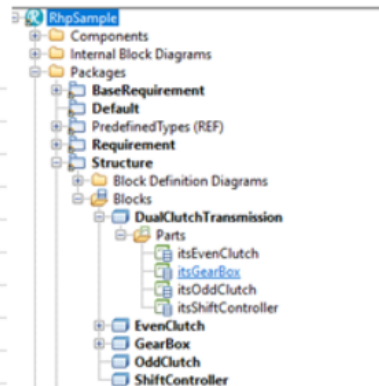 RhpSample
Components
Internal Block Diagrams
Packages
BaseRequirement
Default
PredefinedTypes (REF)
Requirement
Structure
Block Definition Diagrams
Blocks
DualClutchTransmission
Parts
itsEvenClutch
itsGearBox
itsOddClutch
itsShiftController
EvenClutch
GearBox
OddClutch
ShiftController